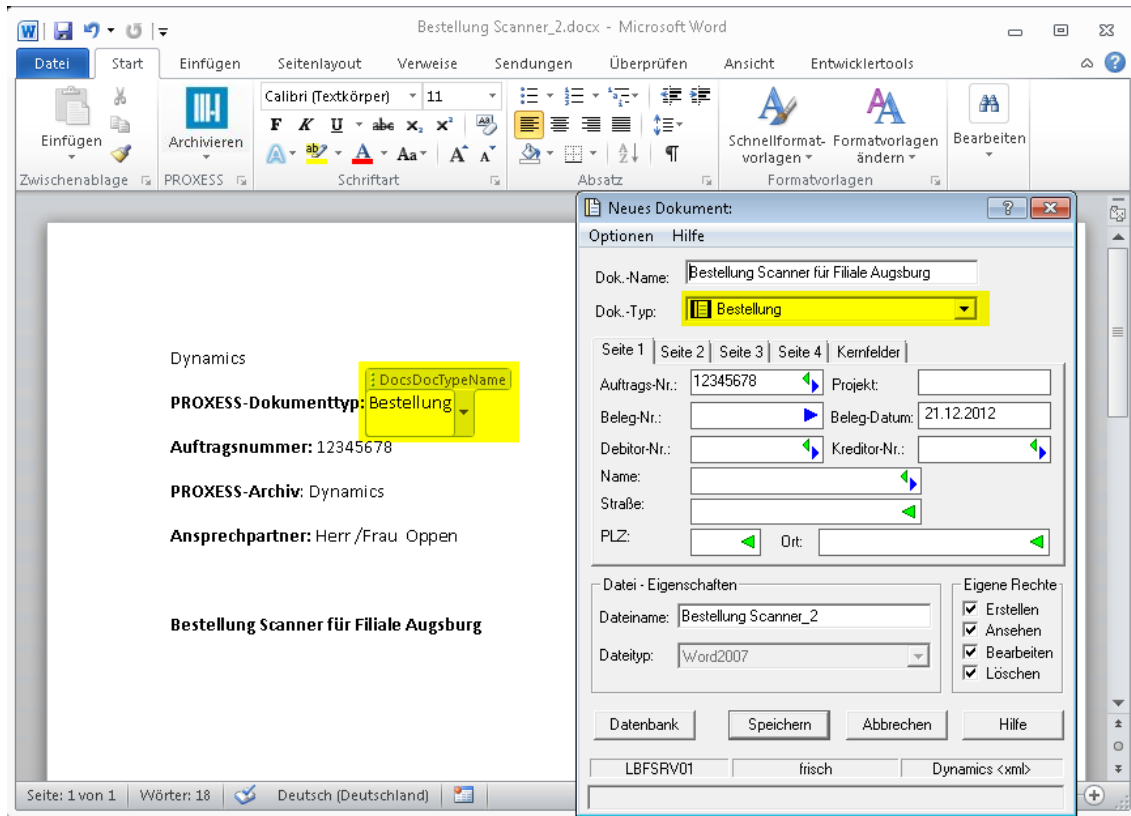 Bestellung Scanner_2.docx - Microsoft Word
Datei Start Einfügen Seitenlayout Verweise Sendungen Überprüfen Ansicht Entwicklertools
Einfügen
Archivieren
Calibri (Textkörper) 11
F K U abe x₂ x²
A ab A Aa A A
Schnellformat-vorlagen
Formatvorlagen ändern
Bearbeiten
Zwischenablage PROXESS Schriftart Absatz Formatvorlagen
Dynamics
DocsDocTypeName
PROXESS-Dokumenttyp: Bestellung
Auftragsnummer: 12345678
PROXESS-Archiv: Dynamics
Ansprechpartner: Herr /Frau Oppen
Bestellung Scanner für Filiale Augsburg
Neues Dokument:
Optionen Hilfe
Dok.-Name: Bestellung Scanner für Filiale Augsburg
Dok.-Typ: Bestellung
Seite 1 Seite 2 Seite 3 Seite 4 Kernfelder
Auftrags-Nr.: 12345678 Projekt:
Beleg-Nr.: Beleg-Datum: 21.12.2012
Debitor-Nr.: Kreditor-Nr.:
Name:
Straße:
PLZ: Ort:
Datei - Eigenschaften
Dateiname: Bestellung Scanner_2
Dateityp: Word2007
Eigene Rechte
Erstellen
Ansehen
Bearbeiten
Löschen
Datenbank Speichern Abbrechen Hilfe
LBFSRV01 frisch Dynamics <xml>
Seite: 1 von 1 Wörter: 18 Deutsch (Deutschland)